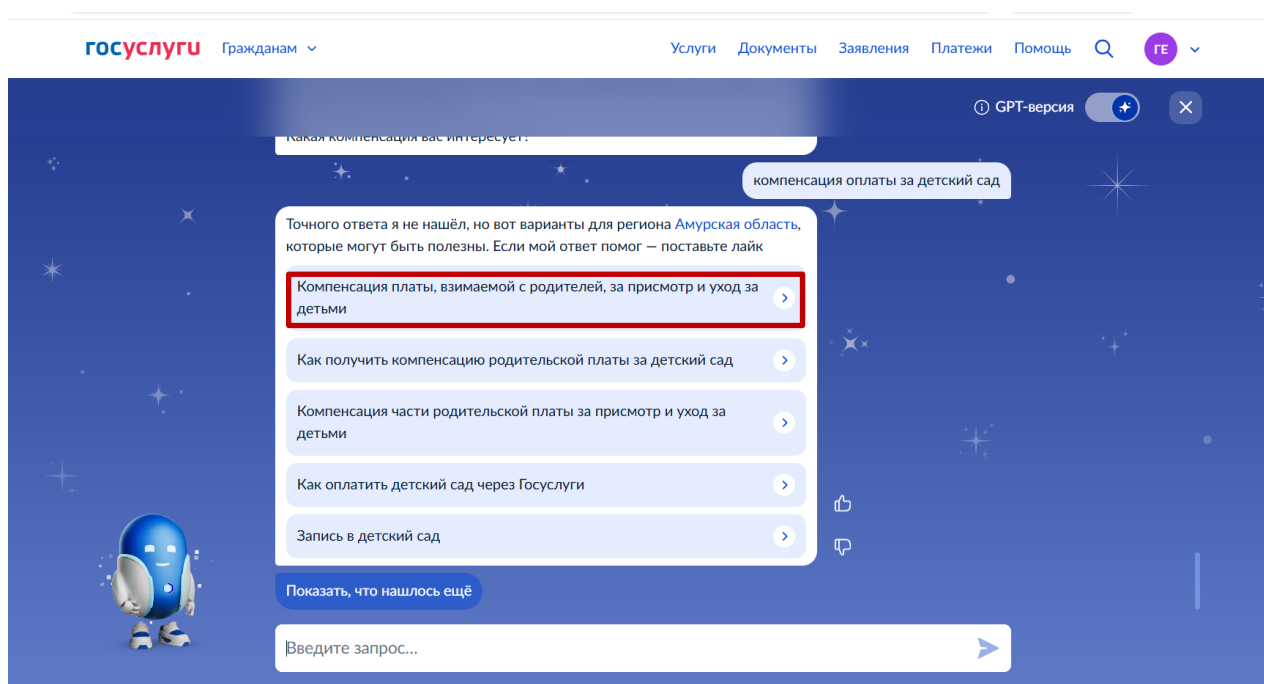 госуслуги Гражданам Услуги Документы Заявления Платежи Помощь ГЕ
GPT-версия
Какая компенсация вас интересует?
компенсация оплаты за детский сад
Точного ответа я не нашёл, но вот варианты для региона Амурская область,
которые могут быть полезны. Если мой ответ помог — поставьте лайк
Компенсация платы, взимаемой с родителей, за присмотр и уход за
детьми
Как получить компенсацию родительской платы за детский сад
Компенсация части родительской платы за присмотр и уход за
детьми
Как оплатить детский сад через Госуслуги
Запись в детский сад
Показать, что нашлось ещё
Введите запрос...